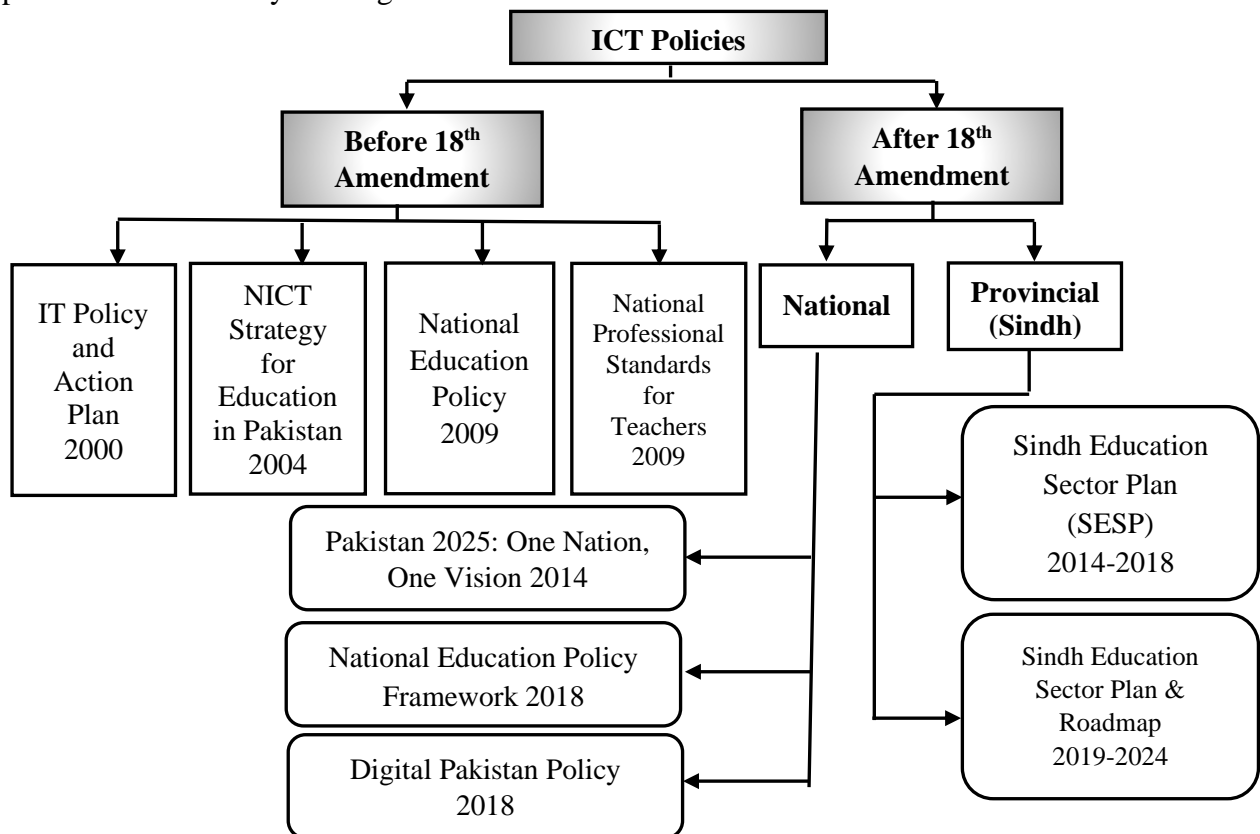 ICT Policies
Before 18th
Amendment
After 18th
Amendment
IT Policy
and
Action
Plan
2000
NICT
Strategy
for
Education
in Pakistan
2004
National
Education
Policy
2009
National
Professional
Standards
for
Teachers
2009
National
Provincial
(Sindh)
Pakistan 2025: One Nation,
One Vision 2014
National Education Policy
Framework 2018
Digital Pakistan Policy
2018
Sindh Education
Sector Plan
(SESP)
2014-2018
Sindh Education
Sector Plan &
Roadmap
2019-2024